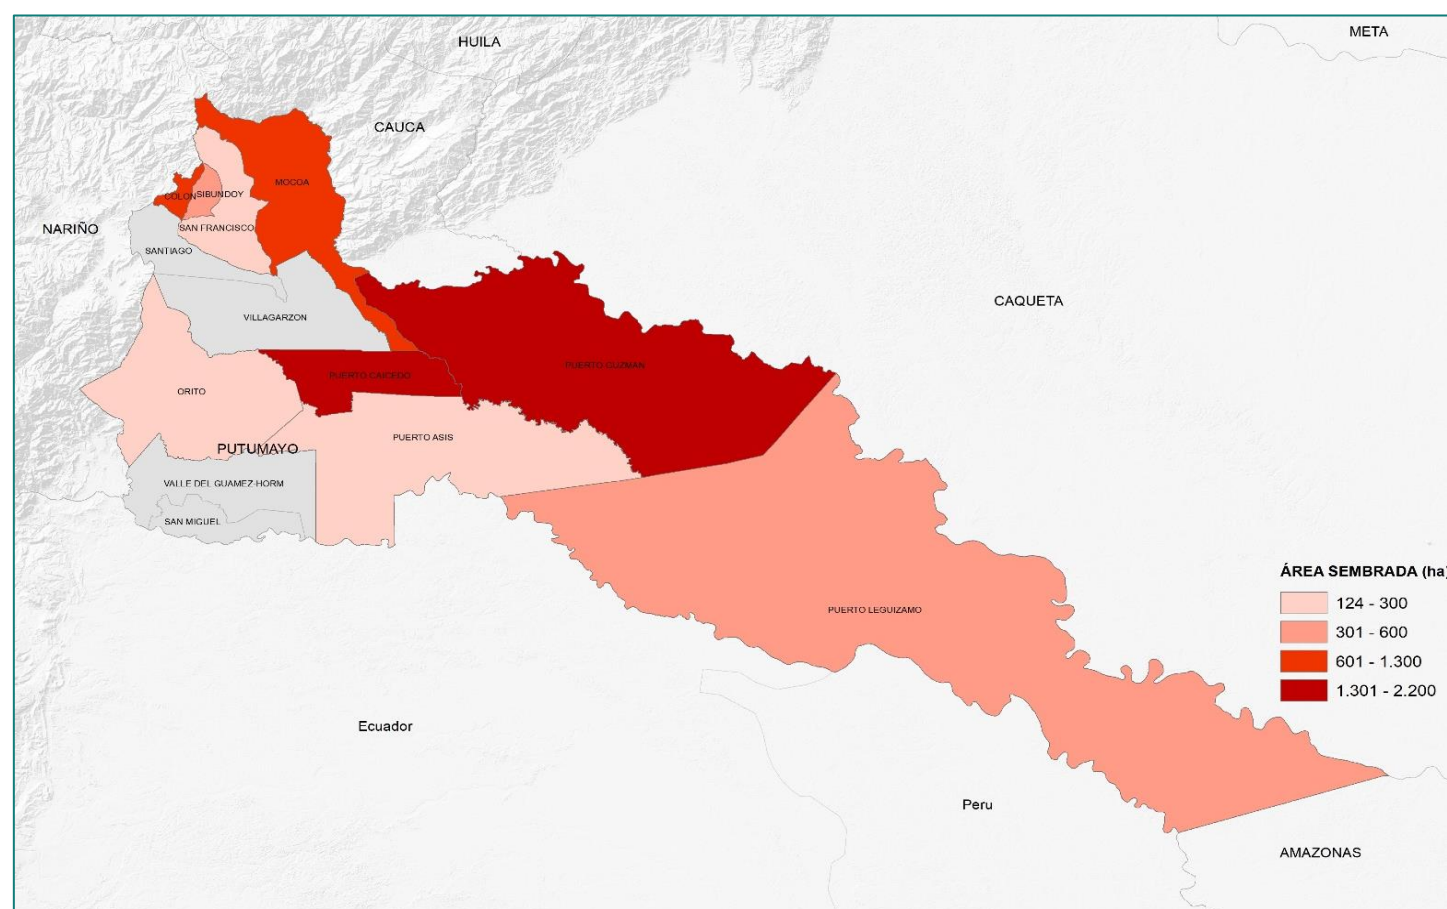 META
HUILA
CAUCA
MOCOA
COLON
SIBUNDOY
NARIÑO
SAN FRANCISCO
SANTIAGO
CAQUETA
VILLAGARZON
PUERTO GUZMAN
PUERTO CAICEDO
ORITO
PUERTO ASIS
PUTUMAYO
VALLE DEL GUAMEZ-HORM
SAN MIGUEL
ÁREA SEMBRADA (ha)
124 - 300
301 - 600
601 - 1.300
1.301 - 2.200
PUERTO LEGUIZAMO
Ecuador
Peru
AMAZONAS